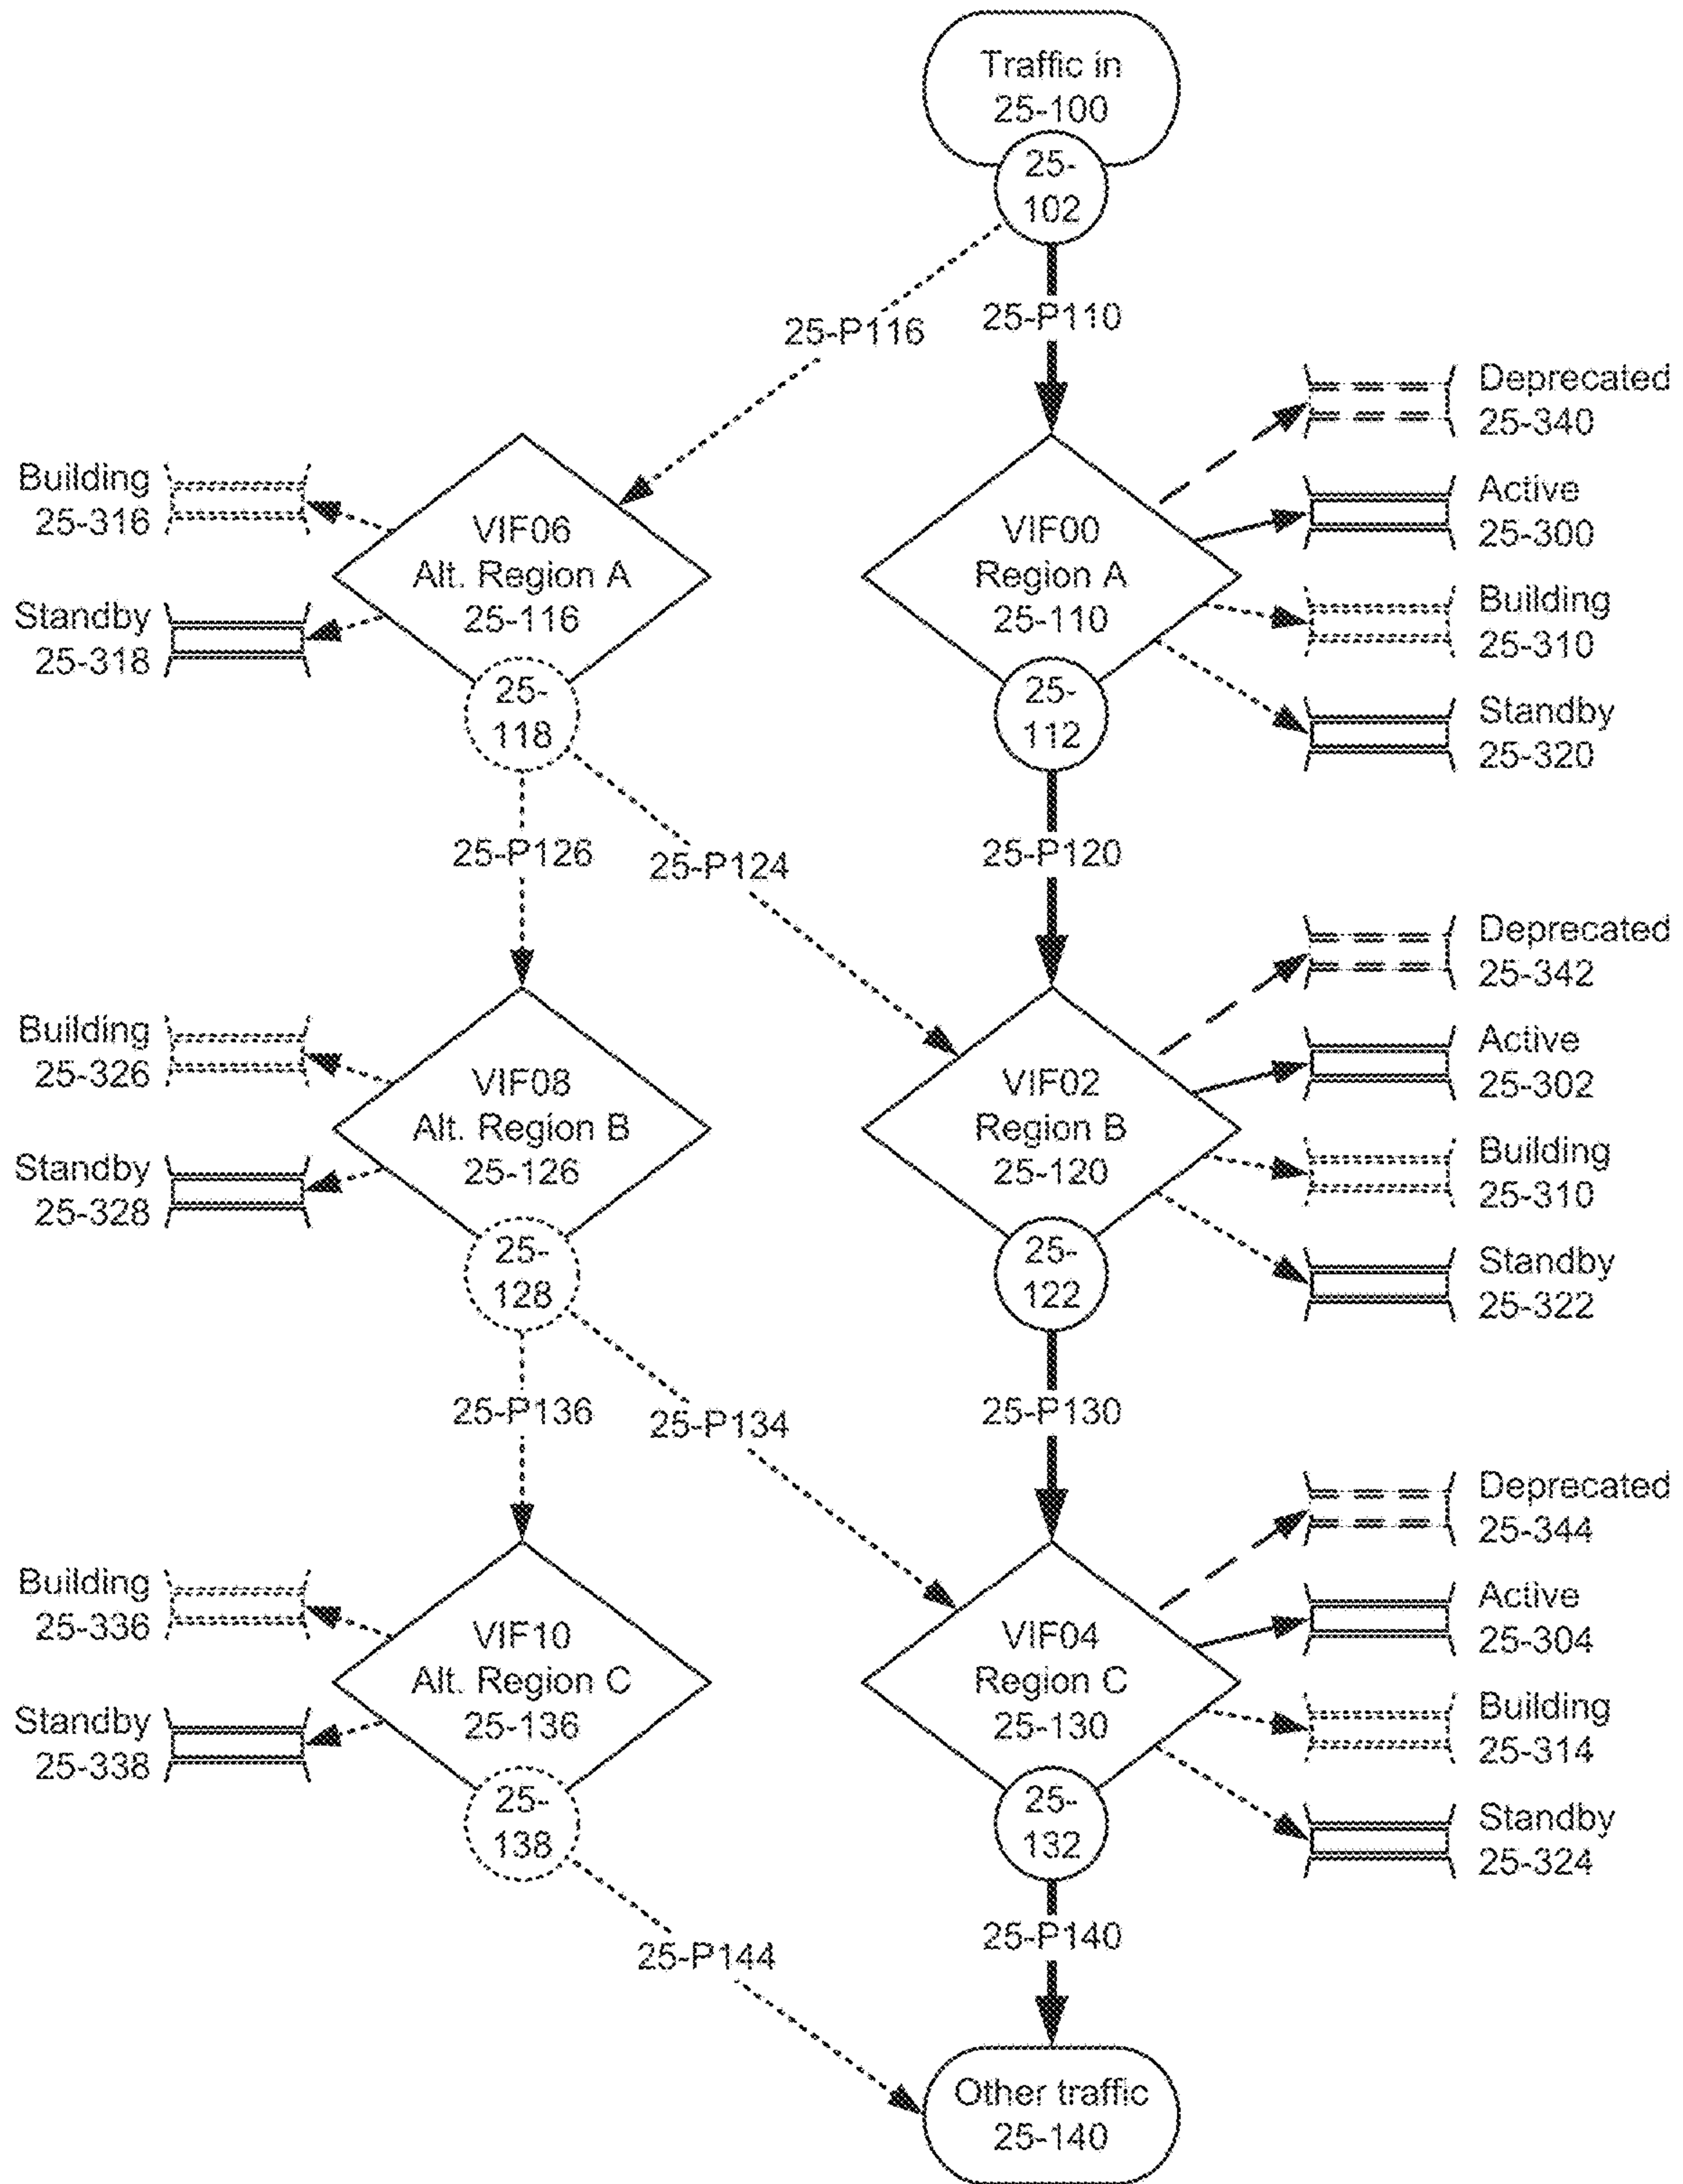 Traffic in
25-100
25-
102
25-P116
25-P110
Deprecated
25-340
Building
25-316
Active
25-300
VIF06
Alt. Region A
25-116
VIF00
Region A
25-110
Standby
25-318
Building
25-310
25-
118
25-
112
Standby
25-320
25-P126
25-P124
25-P120
Deprecated
25-342
Building
25-326
Active
25-302
VIF08
Alt. Region B
25-126
VIF02
Region B
25-120
Standby
25-328
Building
25-310
25-
128
25-
122
Standby
25-322
25-P136
25-P134
25-P130
Deprecated
25-344
Building
25-336
Active
25-304
VIF10
Alt. Region C
25-136
VIF04
Region C
25-130
Standby
25-338
Building
25-314
25-
138
25-
132
Standby
25-324
25-P144
25-P140
Other traffic
25-140